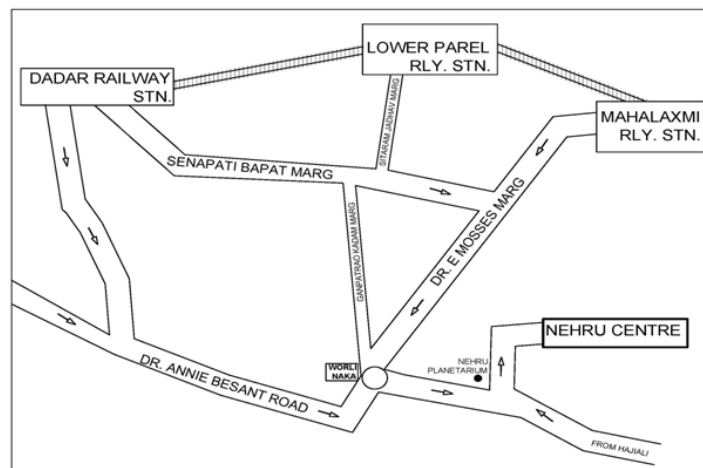 LOWER PAREL
RLY. STN.
DADAR RAILWAY
STN.
MAHALAXMI
RLY. STN.
SITARAM JADHAV MARG
SENAPATI BAPAT MARG
GANPATRAO KADAM MARG
DR. E MOSSES MARG
NEHRU CENTRE
WORLI
NAKA
NEHRU
PLANETARIUM
DR. ANNIE BESANT ROAD
FROM HAJIALI